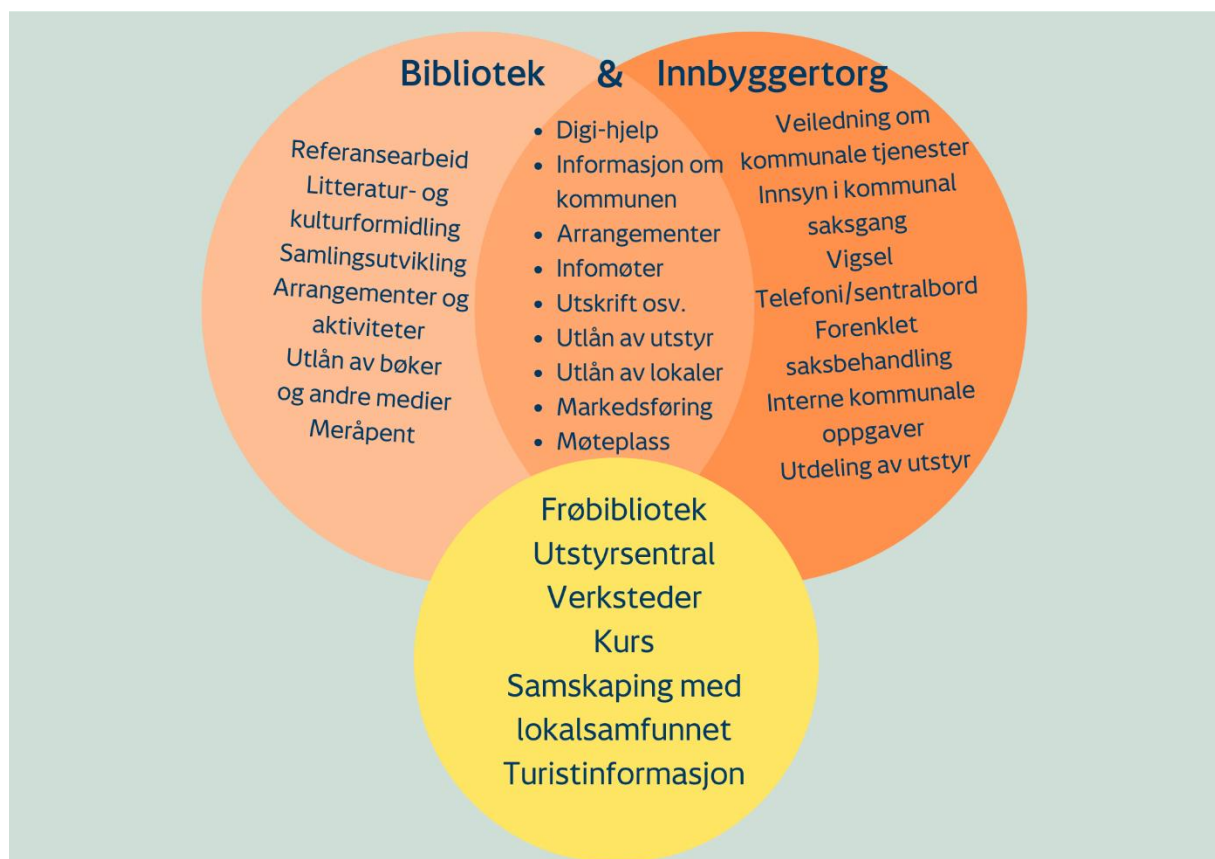 Bibliotek & Innbyggertorg
Referansearbeid
Litteratur- og
kulturformidling
Samlingsutvikling
Arrangementer og
aktiviteter
Utlån av bøker
og andre medier
Meråpent
• Digi-hjelp
• Informasjon om
kommunen
• Arrangementer
• Infomøter
• Utskrift osv.
• Utlån av utstyr
• Utlån av lokaler
• Markedsføring
• Møteplass
Veiledning om
kommunale tjenester
Innsyn i kommunal
saksgang
Vigsel
Telefoni/sentralbord
Forenklet
saksbehandling
Interne kommunale
oppgaver
Utdeling av utstyr
Frøbibliotek
Utstyrsentral
Verksteder
Kurs
Samskaping med
lokalsamfunnet
Turistinformasjon